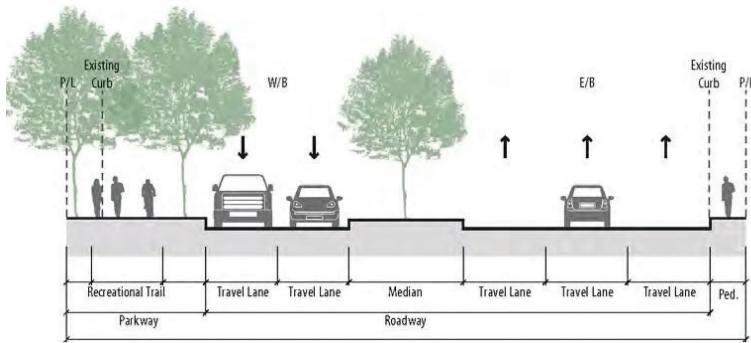 Existing
Curb
P/L
W/B
E/B
Existing
Curb
Recreational Trail
Travel Lane
Travel Lane
Median
Travel Lane
Travel Lane
Travel Lane
Ped.
Parkway
Roadway